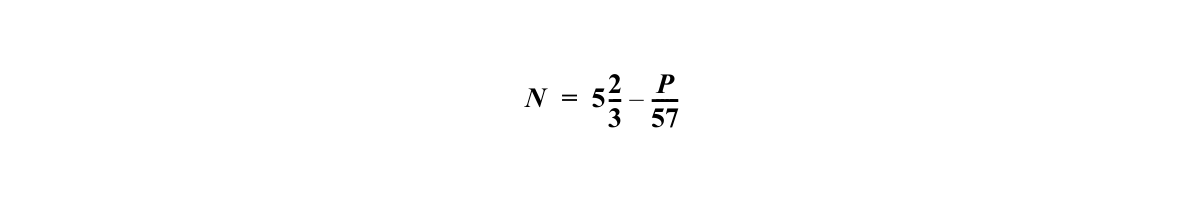 N = 5 2/3 – P/57